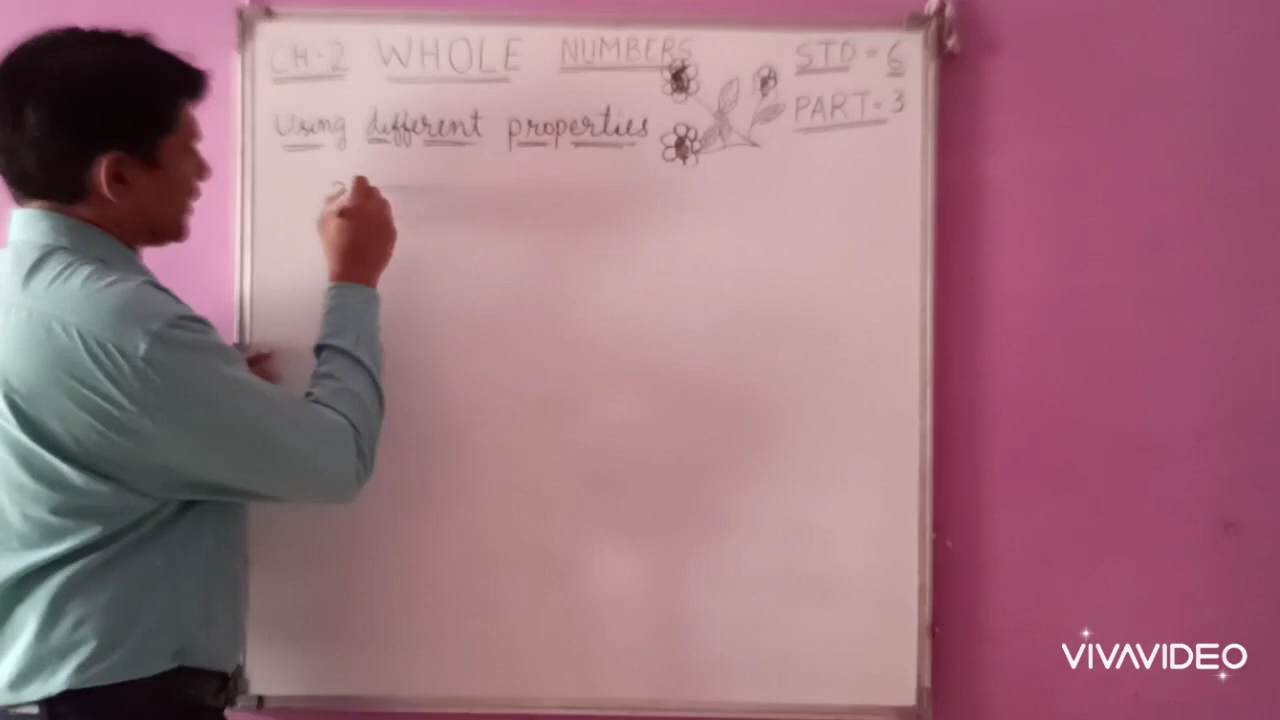 CH-2 WHOLE NUMBERS STD - 6
PART - 3
Using different properties
VIVAVIDEO